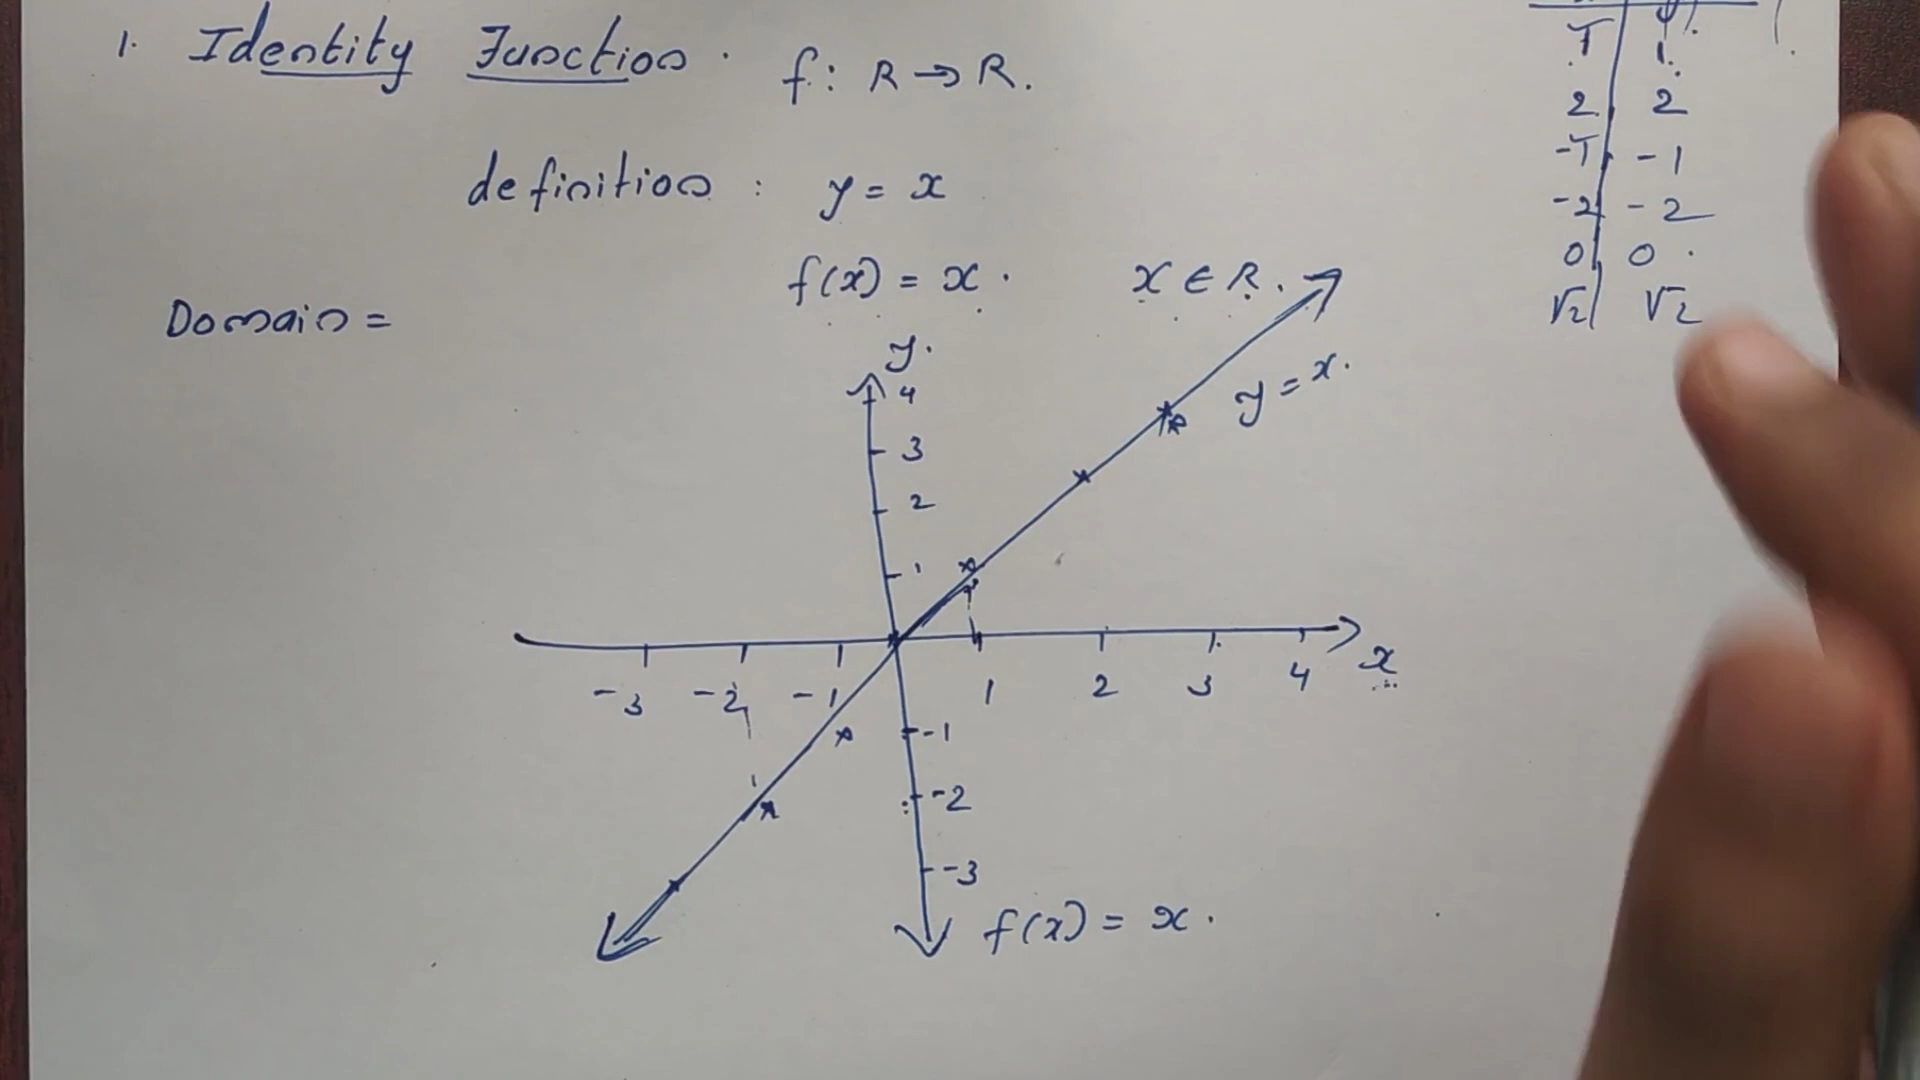 1. Identity Function. f: R → R.
definition : y = x
f(x) = x. x ∈ R.
Domain =
y.
4
3
2
1
y = x.
-3 -2 -1 1 2 3 4 x
-1
-2
-3
f(x) = x.
1 1
2 2
-1 -1
-2 -2
0 0
√2 √2